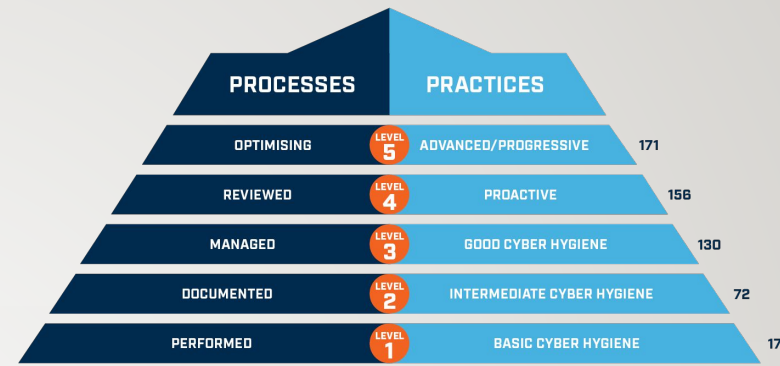 PROCESSES PRACTICES
OPTIMISING LEVEL 5 ADVANCED/PROGRESSIVE 171
REVIEWED LEVEL 4 PROACTIVE 156
MANAGED LEVEL 3 GOOD CYBER HYGIENE 130
DOCUMENTED LEVEL 2 INTERMEDIATE CYBER HYGIENE 72
PERFORMED LEVEL 1 BASIC CYBER HYGIENE 17